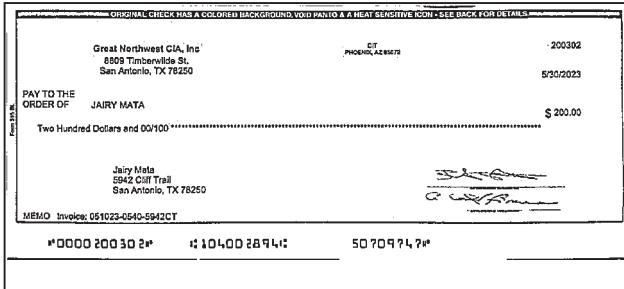 ORIGINAL CHECK HAS A COLORED BACKGROUND, VOID PANTO & A HEAT SENSITIVE ICON - SEE BACK FOR DETAILS
Great Northwest CIA, Inc
8809 Timberwilde St.
San Antonio, TX 78250
CIT
PHOENIX, AZ 85072
200302
5/30/2023
PAY TO THE
ORDER OF JAIRY MATA
$ 200.00
Two Hundred Dollars and 00/100
Jairy Mata
5942 Cliff Trail
San Antonio, TX 78250
MEMO Invoice: 051023-0540-5942CT
⑈0000200302⑈ ⑆104002894⑆ 50709747⑈